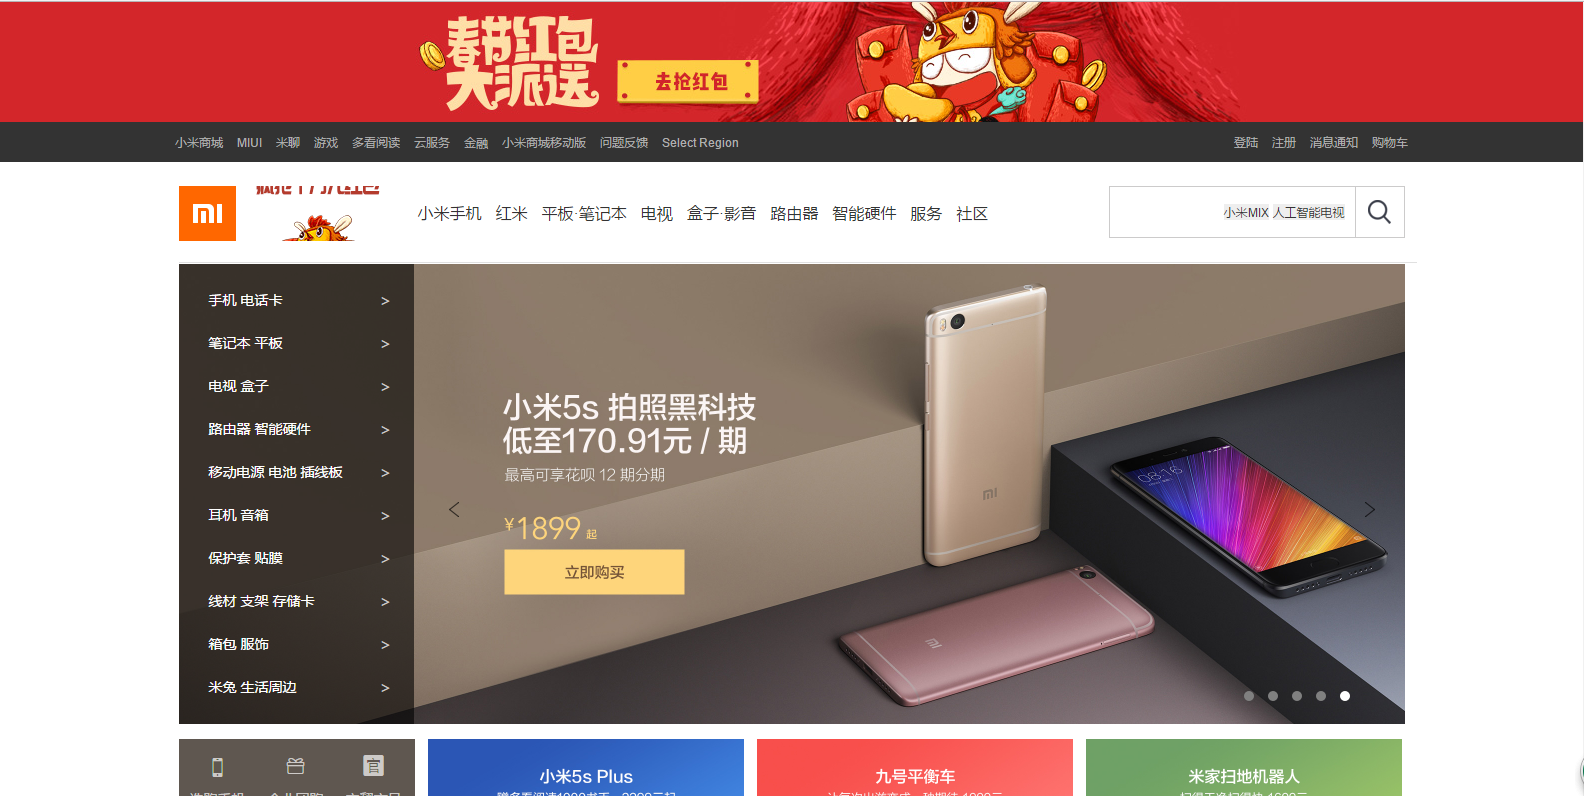 春节红包
大派送
去抢红包
小米商城 MIUI 米聊 游戏 多看阅读 云服务 金融 小米商城移动版 问题反馈 Select Region
登陆 注册 消息通知 购物车
小米手机 红米 平板·笔记本 电视 盒子·影音 路由器 智能硬件 服务 社区
小米MIX 人工智能电视
手机 电话卡 >
笔记本 平板 >
电视 盒子 >
路由器 智能硬件 >
移动电源 电池 插线板 >
耳机 音箱 >
保护套 贴膜 >
线材 支架 存储卡 >
箱包 服饰 >
米兔 生活周边 >
小米5s 拍照黑科技
低至170.91元 / 期
最高可享花呗 12 期分期
¥1899 起
立即购买
08:16
官
小米5s Plus
九号平衡车
米家扫地机器人